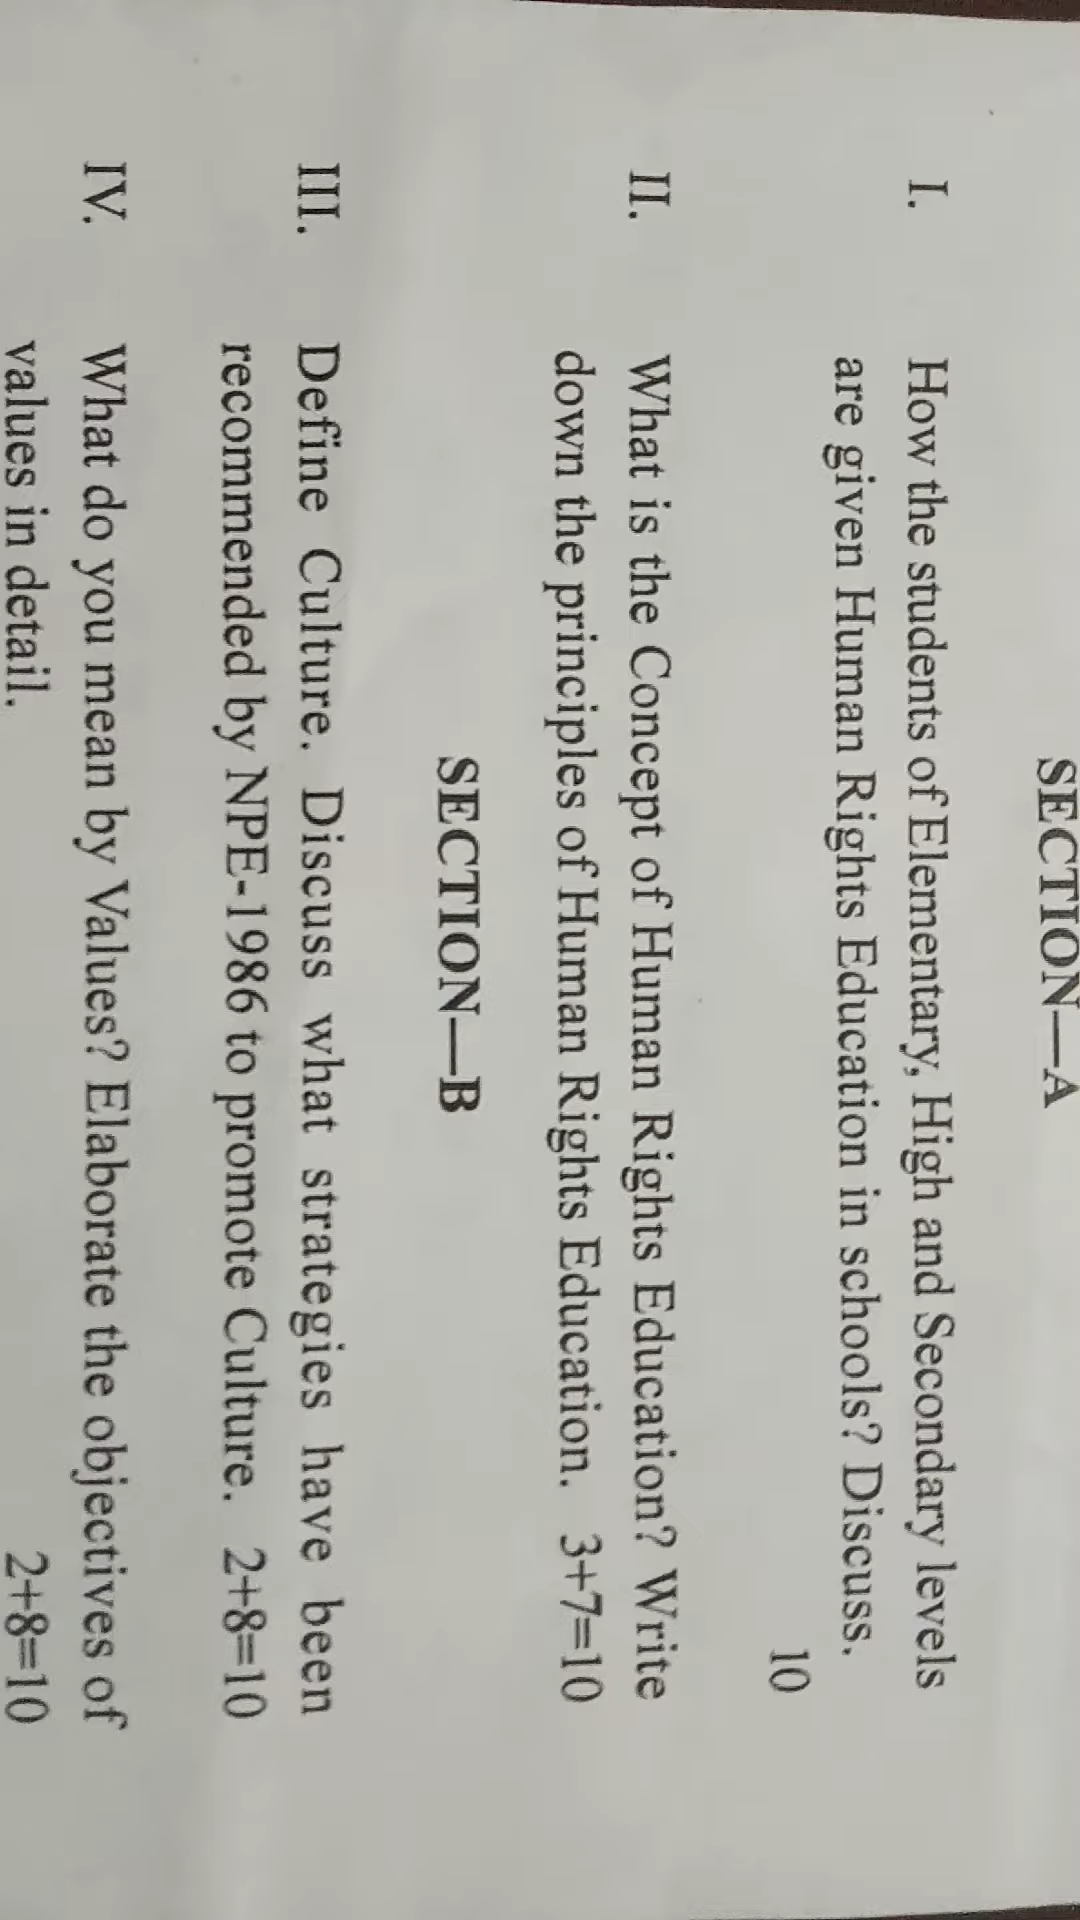 SECTION—A
I. How the students of Elementary, High and Secondary levels
are given Human Rights Education in schools? Discuss.
10
II. What is the Concept of Human Rights Education? Write
down the principles of Human Rights Education. 3+7=10
SECTION—B
III. Define Culture. Discuss what strategies have been
recommended by NPE-1986 to promote Culture. 2+8=10
IV. What do you mean by Values? Elaborate the objectives of
values in detail. 2+8=10